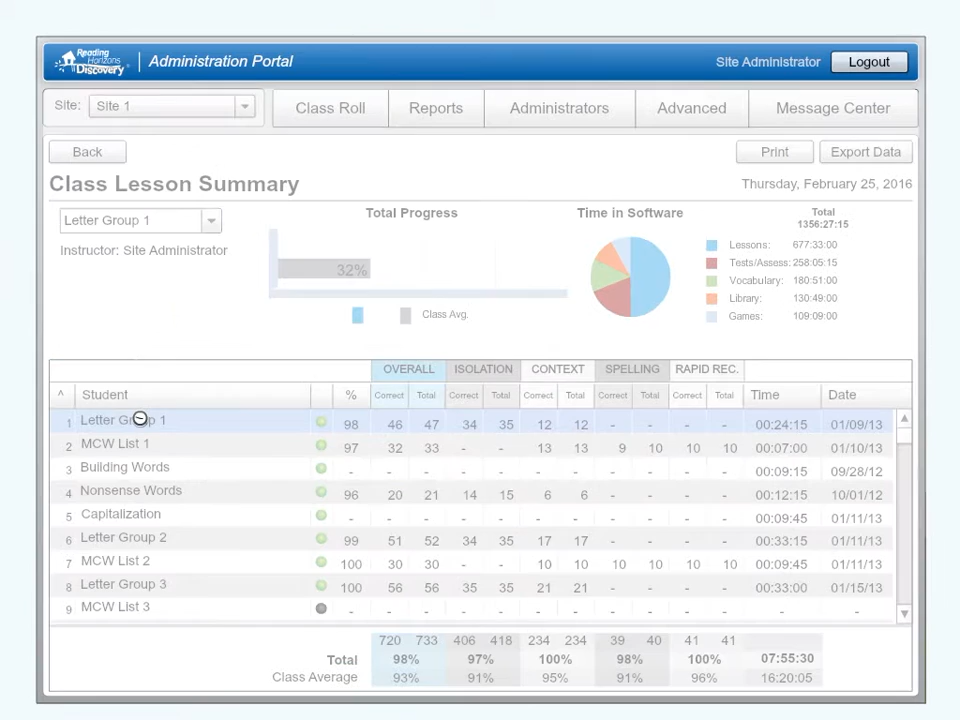 Reading Horizons Discovery Administration Portal Site Administrator Logout
Site: Site 1 Class Roll Reports Administrators Advanced Message Center
Back Print Export Data
Class Lesson Summary Thursday, February 25, 2016
Letter Group 1 Total Progress Time in Software Total
1356:27:15
Instructor: Site Administrator Lessons: 677:33:00
32% Tests/Assess: 258:05:15
Vocabulary: 180:51:00
Library: 130:49:00
Class Avg. Games: 109:09:00
OVERALL ISOLATION CONTEXT SPELLING RAPID REC.
^ Student % Correct Total Correct Total Correct Total Correct Total Correct Total Time Date
1 Letter Group 1 98 46 47 34 35 12 12 - - - - 00:24:15 01/09/13
2 MCW List 1 97 32 33 - - 13 13 9 10 10 10 00:07:00 01/10/13
3 Building Words - - - - - - - - - - - 00:09:15 09/28/12
4 Nonsense Words 96 20 21 14 15 6 6 - - - - 00:12:15 10/01/12
5 Capitalization - - - - - - - - - - - 00:09:45 01/11/13
6 Letter Group 2 99 51 52 34 35 17 17 - - - - 00:33:15 01/11/13
7 MCW List 2 100 30 30 - - 10 10 10 10 10 10 00:09:45 01/11/13
8 Letter Group 3 100 56 56 35 35 21 21 - - - - 00:33:00 01/15/13
9 MCW List 3 - - - - - - - - - - - - -
720 733 406 418 234 234 39 40 41 41
Total 98% 97% 100% 98% 100% 07:55:30
Class Average 93% 91% 95% 91% 96% 16:20:05